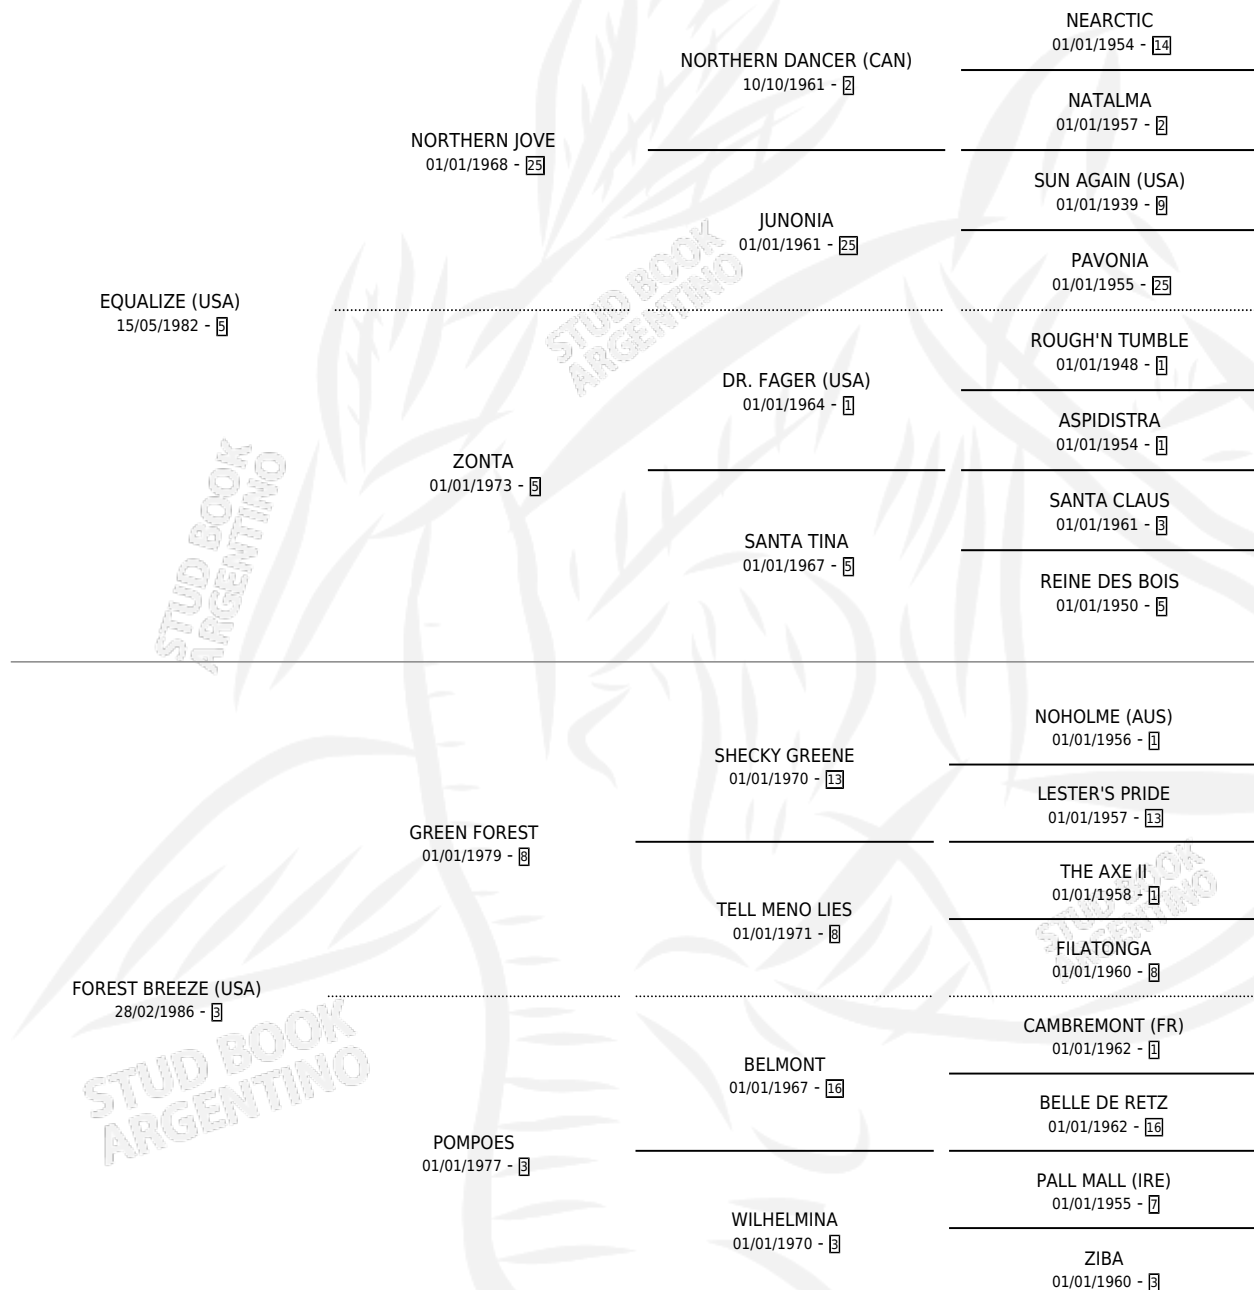 NEARCTIC
01/01/1954 - 14
NORTHERN DANCER (CAN)
10/10/1961 - 2
NATALMA
01/01/1957 - 2
NORTHERN JOVE
01/01/1968 - 25
SUN AGAIN (USA)
01/01/1939 - 9
JUNONIA
01/01/1961 - 25
PAVONIA
01/01/1955 - 25
EQUALIZE (USA)
15/05/1982 - 5
ROUGH'N TUMBLE
01/01/1948 - 1
DR. FAGER (USA)
01/01/1964 - 1
ASPIDISTRA
01/01/1954 - 1
ZONTA
01/01/1973 - 5
SANTA CLAUS
01/01/1961 - 3
SANTA TINA
01/01/1967 - 5
REINE DES BOIS
01/01/1950 - 5
NOHOLME (AUS)
01/01/1956 - 1
SHECKY GREENE
01/01/1970 - 13
LESTER'S PRIDE
01/01/1957 - 13
GREEN FOREST
01/01/1979 - 8
THE AXE II
01/01/1958 - 1
TELL MENO LIES
01/01/1971 - 8
FILATONGA
01/01/1960 - 8
FOREST BREEZE (USA)
28/02/1986 - 3
CAMBREMONT (FR)
01/01/1962 - 1
BELMONT
01/01/1967 - 16
BELLE DE RETZ
01/01/1962 - 16
POMPOES
01/01/1977 - 3
PALL MALL (IRE)
01/01/1955 - 7
WILHELMINA
01/01/1970 - 3
ZIBA
01/01/1960 - 3
STUD BOOK
ARGENTINO
STUD BOOK
ARGENTINO
STUD BOOK
ARGENTINO
STUD BOOK
ARGENTINO